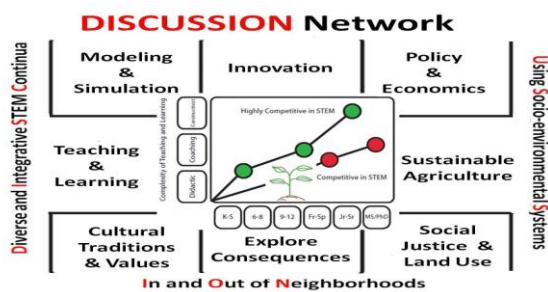 DISCUSSION Network
Diverse and Integrative STEM Continua
Modeling
&
Simulation
Innovation
Policy
&
Economics
Using Socio-environmental Systems
Teaching
&
Learning
Complexity of Teaching and Learning
Constructivist
Coaching
Didactic
Highly Competitive in STEM
Competitive in STEM
K-5
6-8
9-12
Fr-Sp
Jr-Sr
MS/PhD
Sustainable
Agriculture
Cultural
Traditions
& Values
Explore
Consequences
Social
Justice &
Land Use
In and Out of Neighborhoods